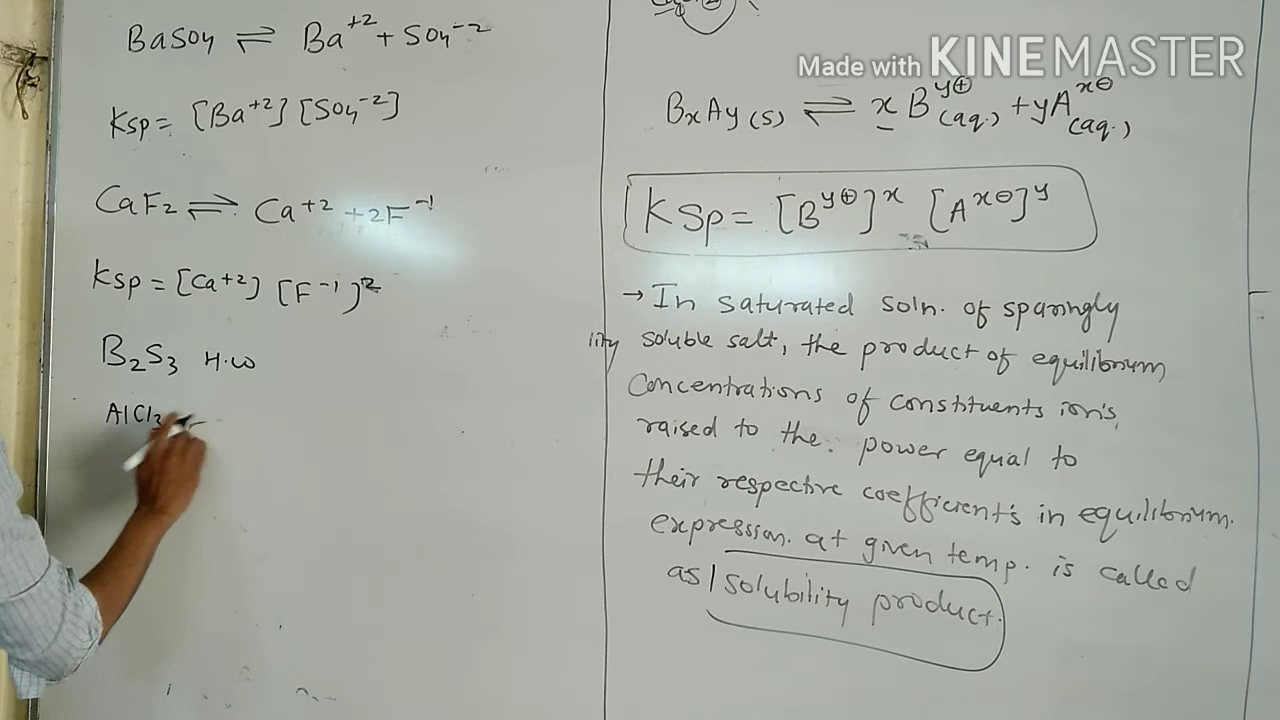 BaSO4 ⇌ Ba+2 + SO4-2
Ksp = [Ba+2] [SO4-2]
CaF2 ⇌ Ca+2 + 2F-1
Ksp = [Ca+2] [F-1]2
B2S3 H.W
AlCl3
Made with KINEMASTER
BxAy(s) ⇌ x By⊕(aq.) + yAx⊖(aq.)
KSp = [By⊕]x [Ax⊖]y
→ In saturated soln. of sparingly
soluble salt, the product of equilibrium
concentrations of constituents ion's,
raised to the. power equal to
their respective coefficient's in equilibrium.
expression. at given temp. is called
as solubility product.